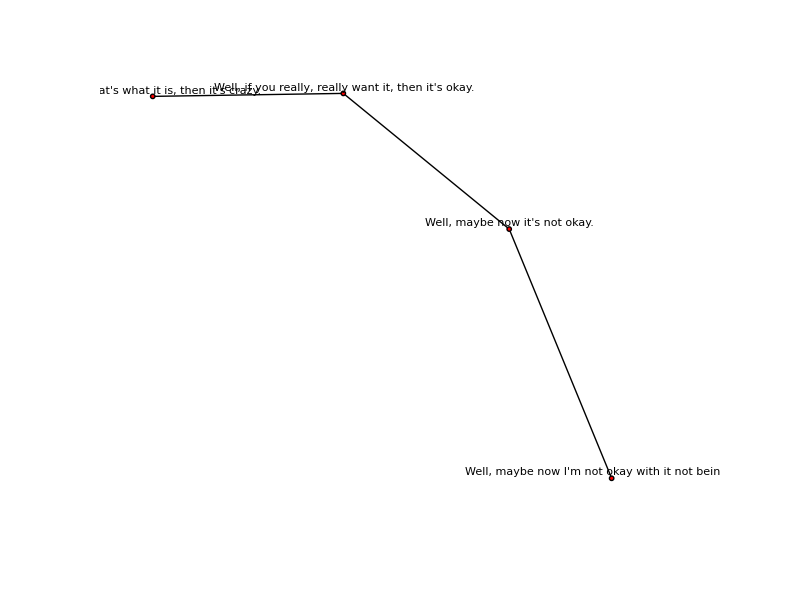 at's what it is, then it's crazy.
Well, if you really, really want it, then it's okay.
Well, maybe now it's not okay.
Well, maybe now I'm not okay with it not bein